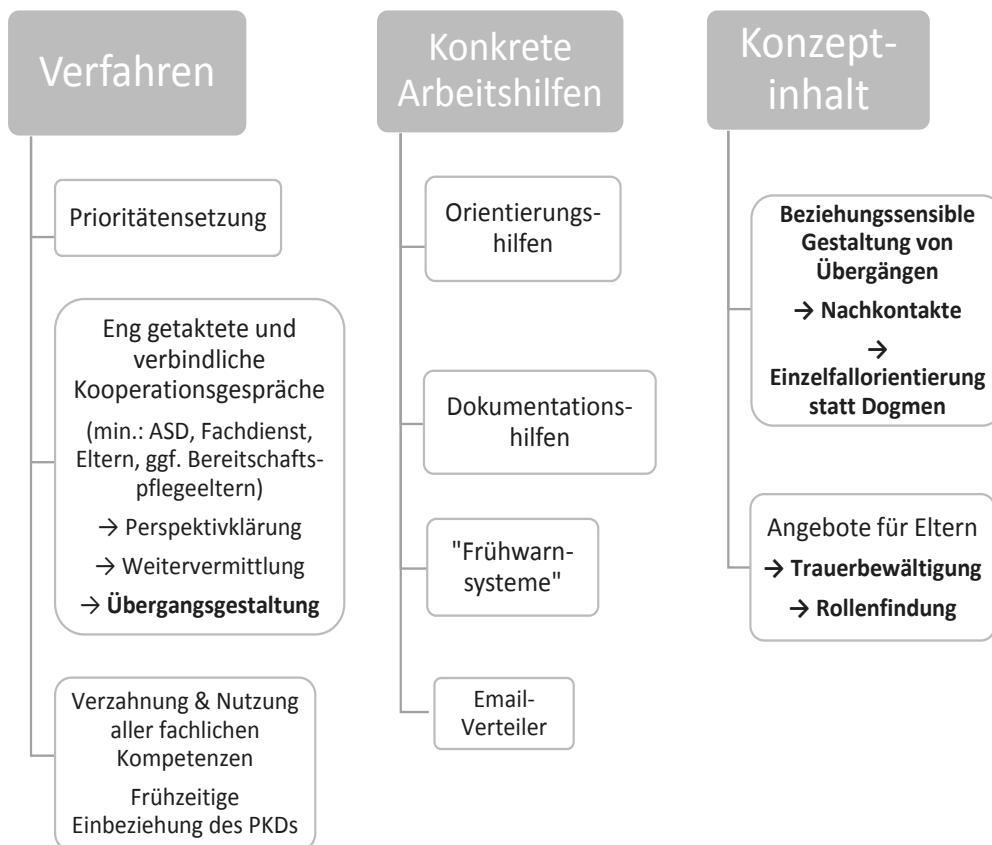 Verfahren
Prioritätensetzung
Eng getaktete und
verbindliche
Kooperationsgespräche
(min.: ASD, Fachdienst,
Eltern, ggf. Bereitschafts-
pflegeeltern)
→ Perspektivklärung
→ Weitervermittlung
→ Übergangsgestaltung
Verzahnung & Nutzung
aller fachlichen
Kompetenzen
Frühzeitige
Einbeziehung des PKDs
Konkrete
Arbeitshilfen
Orientierungs-
hilfen
Dokumentations-
hilfen
"Frühwarn-
systeme"
Email-
Verteiler
Konzept-
inhalt
Beziehungssensible
Gestaltung von
Übergängen
→ Nachkontakte
→
Einzelfallorientierung
statt Dogmen
Angebote für Eltern
→ Trauerbewältigung
→ Rollenfindung